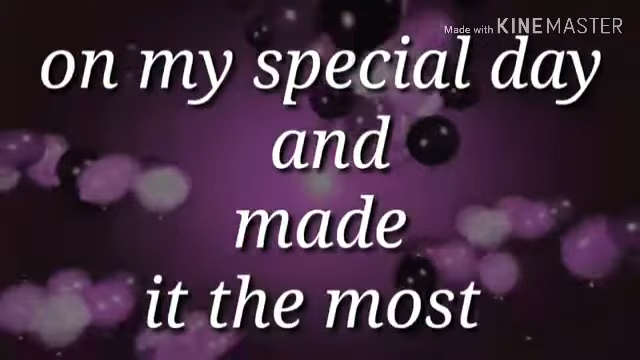 Made with KINEMASTER
on my special day
and
made
it the most